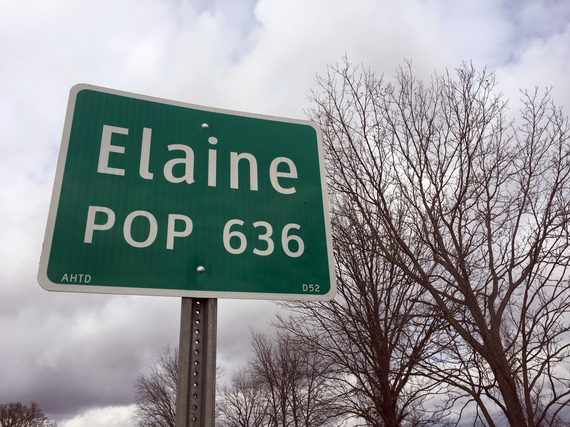 Elaine
POP 636
AHTD D52